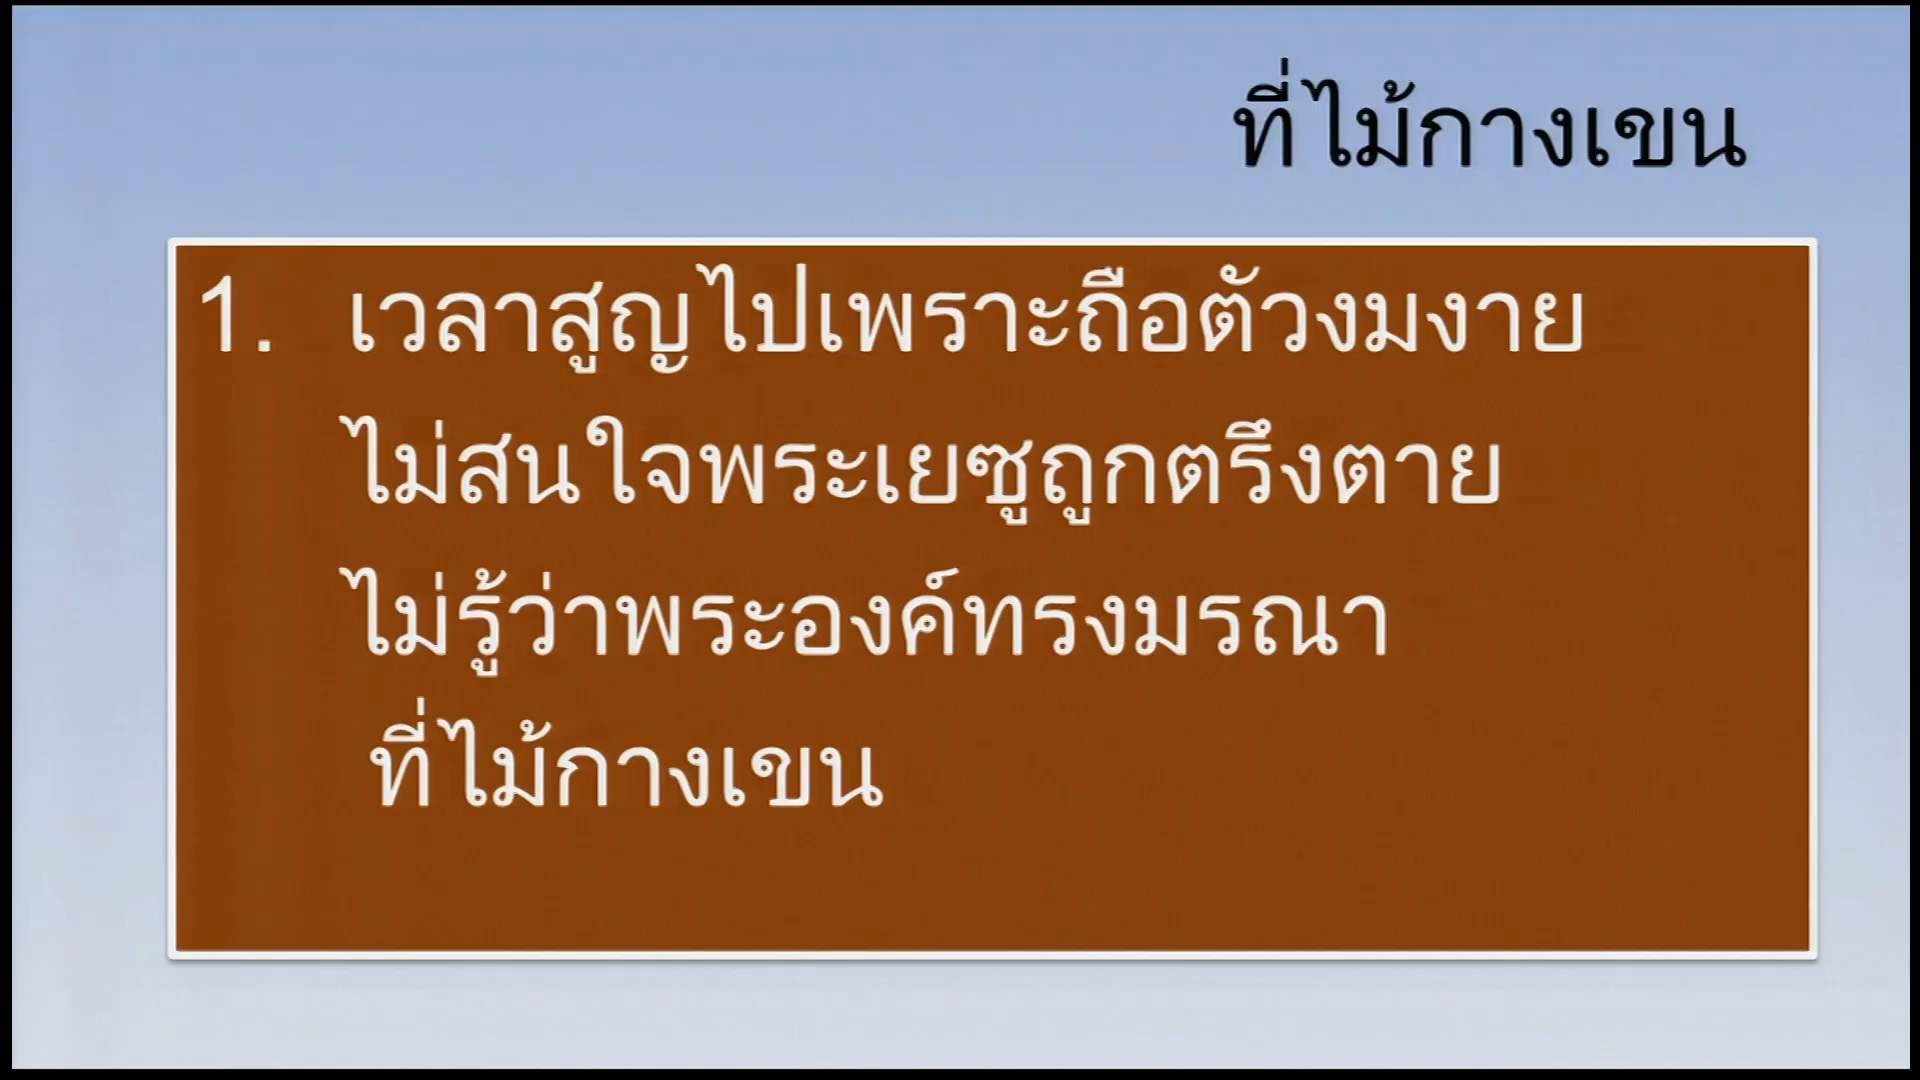 ที่ไม้กางเขน
1. เวลาสูญไปเพราะถือตัวงมงาย
ไม่สนใจพระเยซูถูกตรึงตาย
ไม่รู้ว่าพระองค์ทรงมรณา
ที่ไม้กางเขน